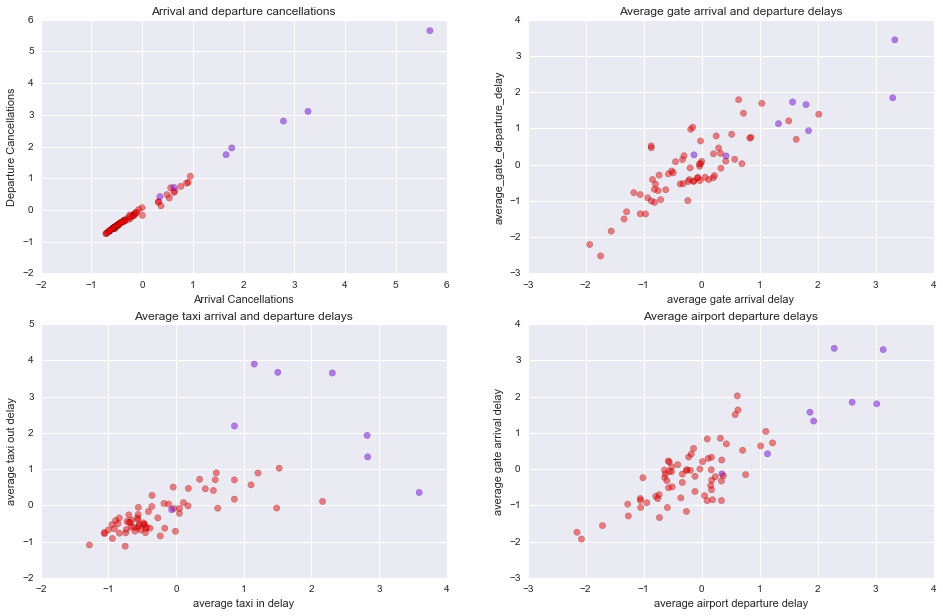 Arrival and departure cancellations
6
5
4
3
2
1
0
−1
−2
Departure Cancellations
−2 −1 0 1 2 3 4 5 6
Arrival Cancellations
Average gate arrival and departure delays
4
3
2
1
0
−1
−2
−3
average_gate_departure_delay
−3 −2 −1 0 1 2 3 4
average gate arrival delay
Average taxi arrival and departure delays
5
4
3
2
1
0
−1
−2
average taxi out delay
−2 −1 0 1 2 3 4
average taxi in delay
Average airport departure delays
4
3
2
1
0
−1
−2
−3
average gate arrival delay
−3 −2 −1 0 1 2 3 4
average airport departure delay